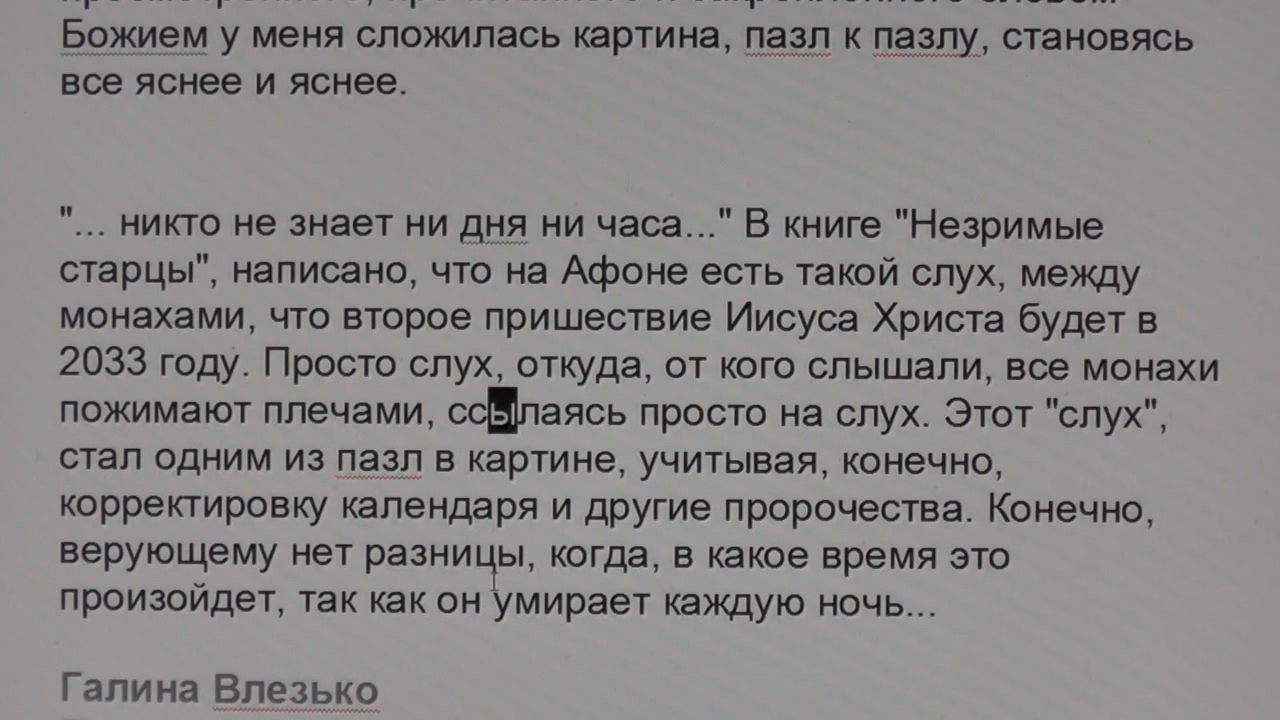 Божием у меня сложилась картина, пазл к пазлу, становясь
все яснее и яснее.
"... никто не знает ни дня ни часа..." В книге "Незримые
старцы", написано, что на Афоне есть такой слух, между
монахами, что второе пришествие Иисуса Христа будет в
2033 году. Просто слух, откуда, от кого слышали, все монахи
пожимают плечами, ссылаясь просто на слух. Этот "слух",
стал одним из пазл в картине, учитывая, конечно,
корректировку календаря и другие пророчества. Конечно,
верующему нет разницы, когда, в какое время это
произойдет, так как он умирает каждую ночь...
Галина Влезько